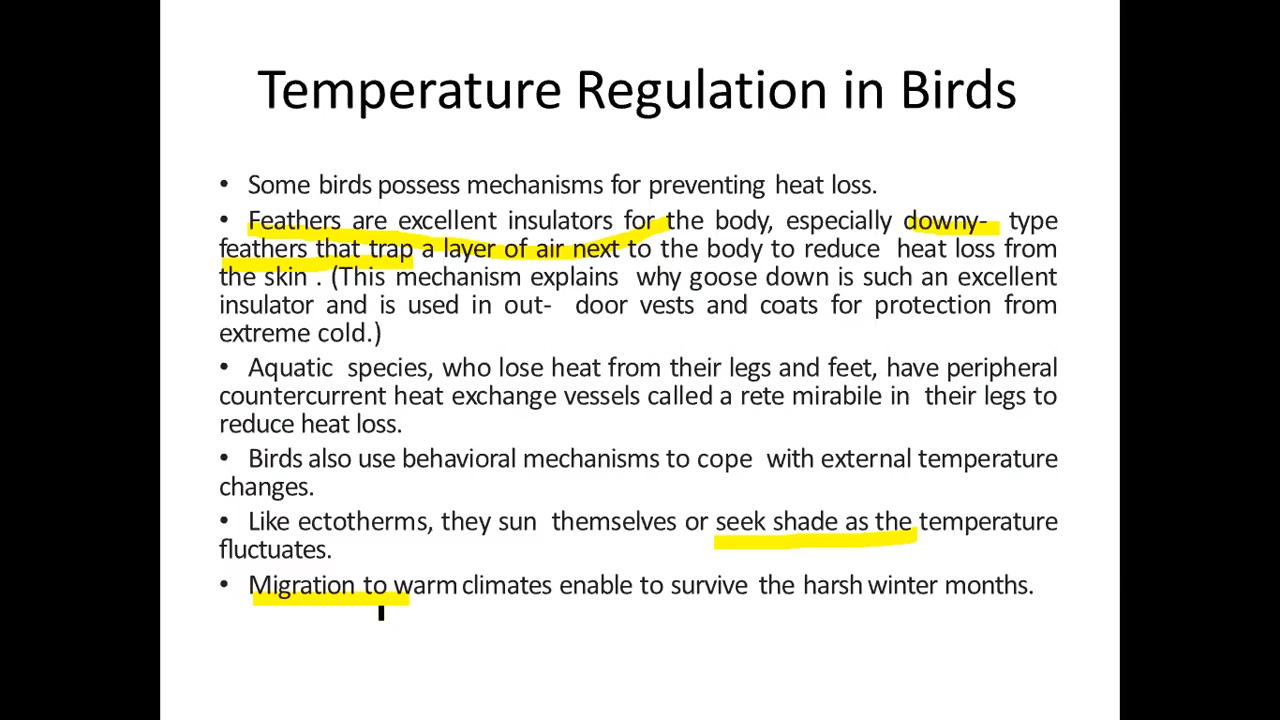 Temperature Regulation in Birds
• Some birds possess mechanisms for preventing heat loss.
• Feathers are excellent insulators for the body, especially downy- type
feathers that trap a layer of air next to the body to reduce heat loss from
the skin . (This mechanism explains why goose down is such an excellent
insulator and is used in out- door vests and coats for protection from
extreme cold.)
• Aquatic species, who lose heat from their legs and feet, have peripheral
countercurrent heat exchange vessels called a rete mirabile in their legs to
reduce heat loss.
• Birds also use behavioral mechanisms to cope with external temperature
changes.
• Like ectotherms, they sun themselves or seek shade as the temperature
fluctuates.
• Migration to warm climates enable to survive the harsh winter months.